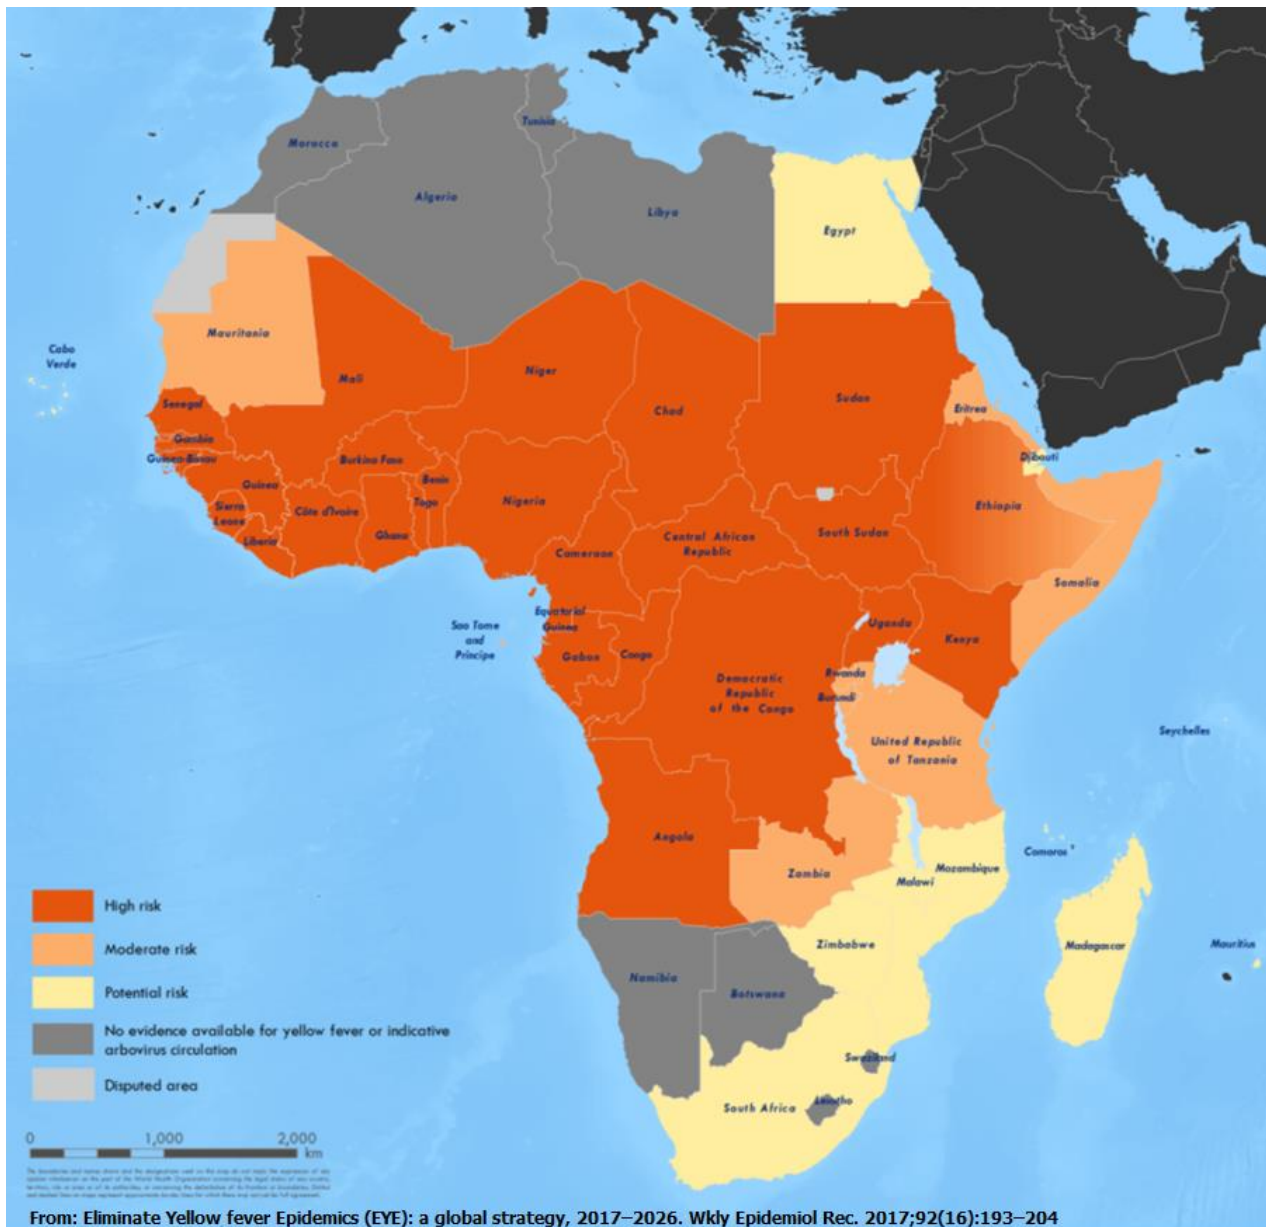 Tunisia
Morocco
Algeria
Libya
Egypt
Mauritania
Cabo
Verde
Niger
Mali
Chad
Sudan
Senegal
Eritrea
Gambia
Guinea-Bissau
Burkina Faso
Djibouti
Benin
Guinea
Togo
Nigeria
Ethiopia
Sierra
Leone
Côte d'Ivoire
Ghana
Liberia
Central African
Republic
South Sudan
Cameroon
Somalia
Equatorial
Guinea
Uganda
Sao Tome
and
Principe
Kenya
Gabon
Congo
Rwanda
Democratic
Republic
of the Congo
Burundi
Seychelles
United Republic
of Tanzania
Angola
Comoros
Zambia
Mozambique
Malawi
Zimbabwe
Madagascar
Mauritius
Namibia
Botswana
Swaziland
Lesotho
South Africa
High risk
Moderate risk
Potential risk
No evidence available for yellow fever or indicative
arbovirus circulation
Disputed area
0 1,000 2,000
km
From: Eliminate Yellow fever Epidemics (EYE): a global strategy, 2017–2026. Wkly Epidemiol Rec. 2017;92(16):193–204